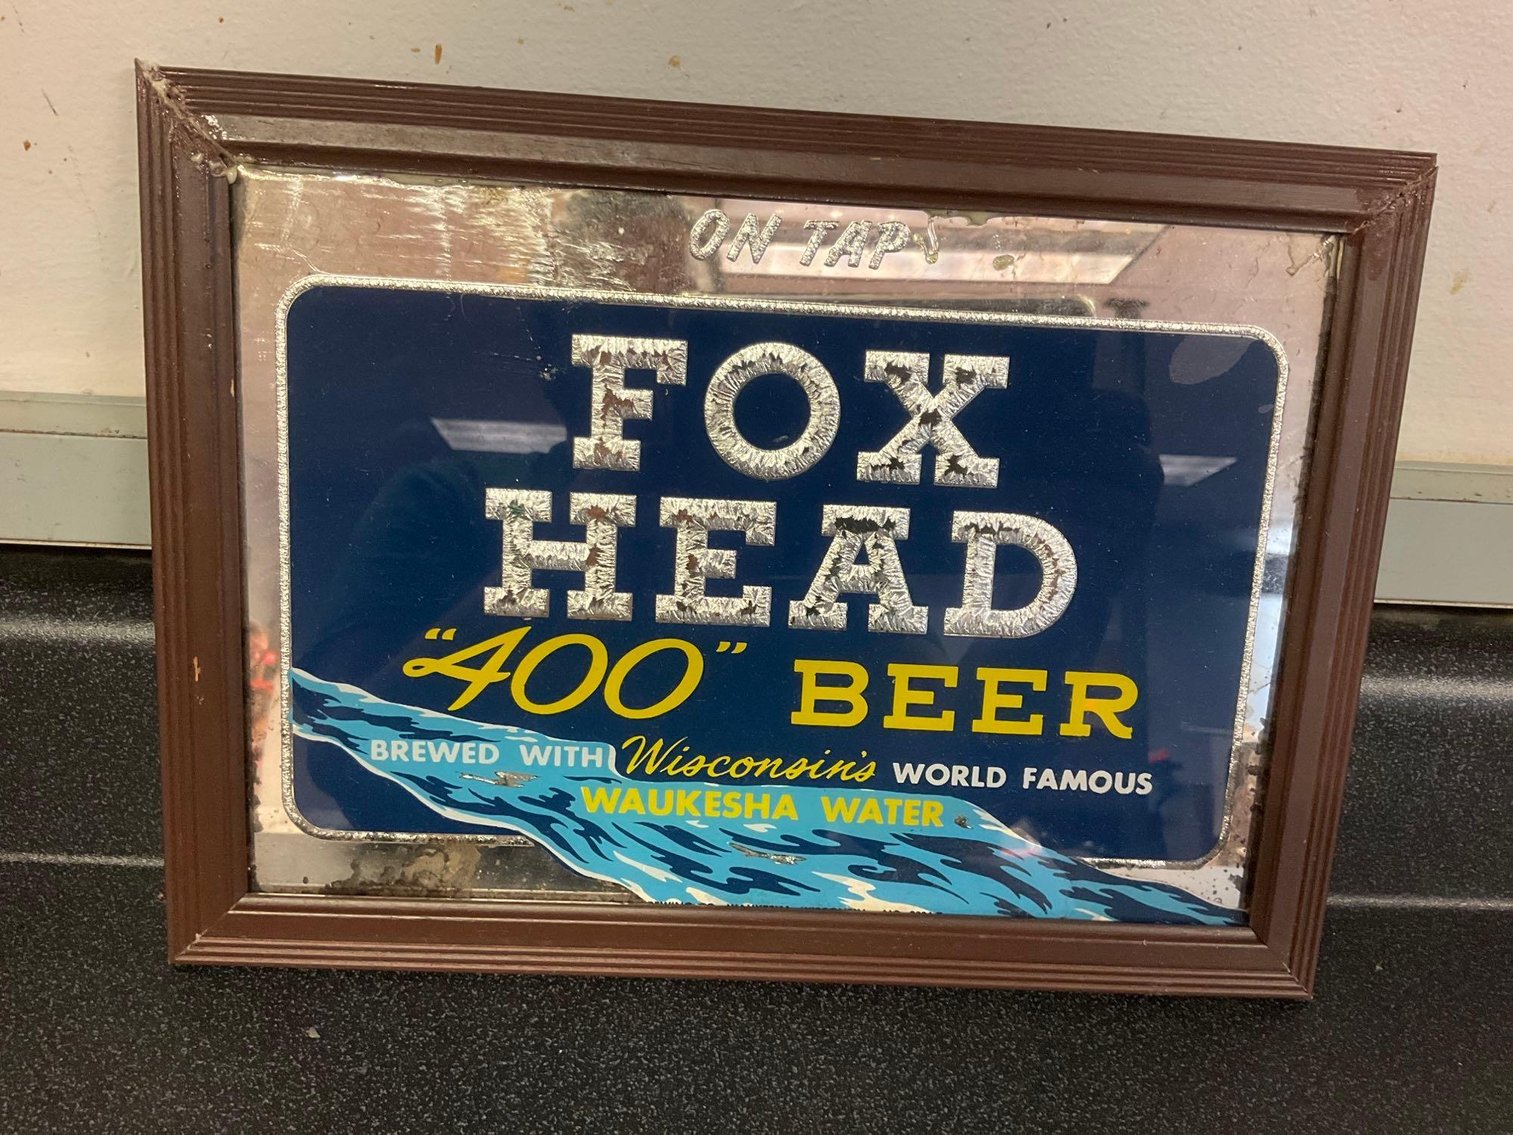 ON TAP
FOX
HEAD
"400" BEER
BREWED WITH Wisconsin's WORLD FAMOUS
WAUKESHA WATER